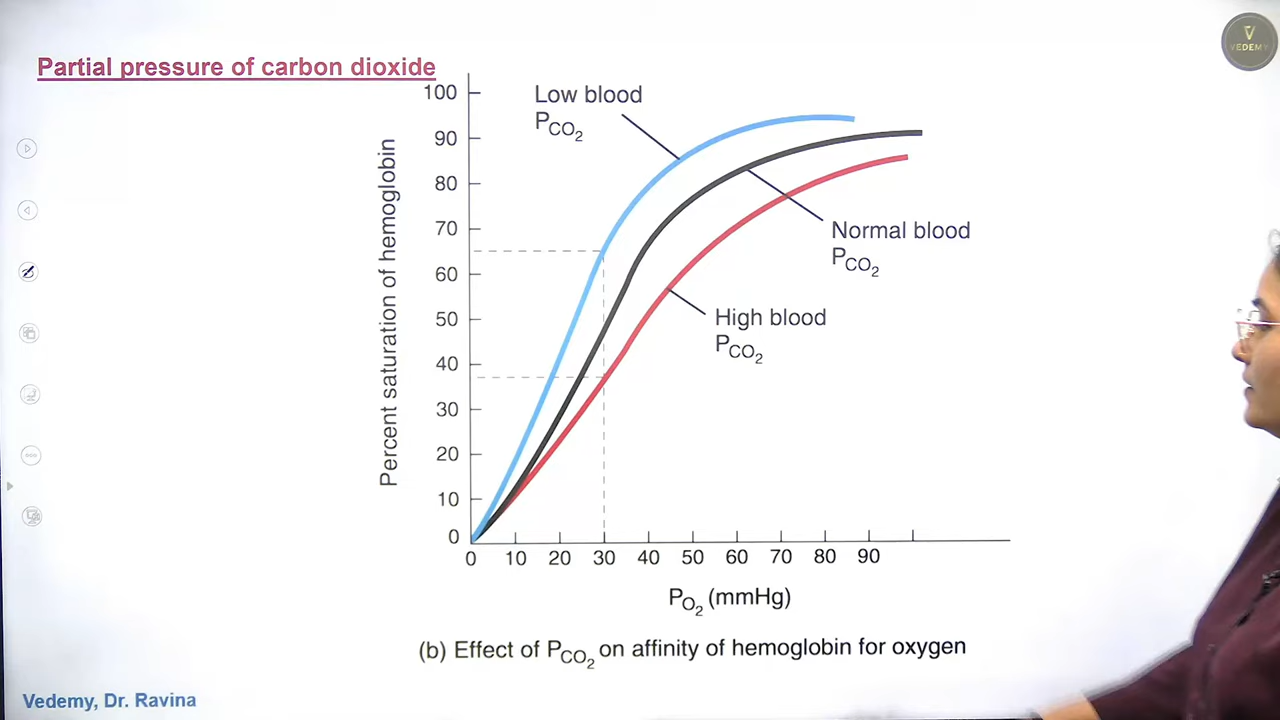 V
VEDEMY
Partial pressure of carbon dioxide
Percent saturation of hemoglobin
100
90
80
70
60
50
40
30
20
10
0
Low blood
PCO2
Normal blood
PCO2
High blood
PCO2
0 10 20 30 40 50 60 70 80 90
PO2 (mmHg)
(b) Effect of PCO2 on affinity of hemoglobin for oxygen
Vedemy, Dr. Ravina